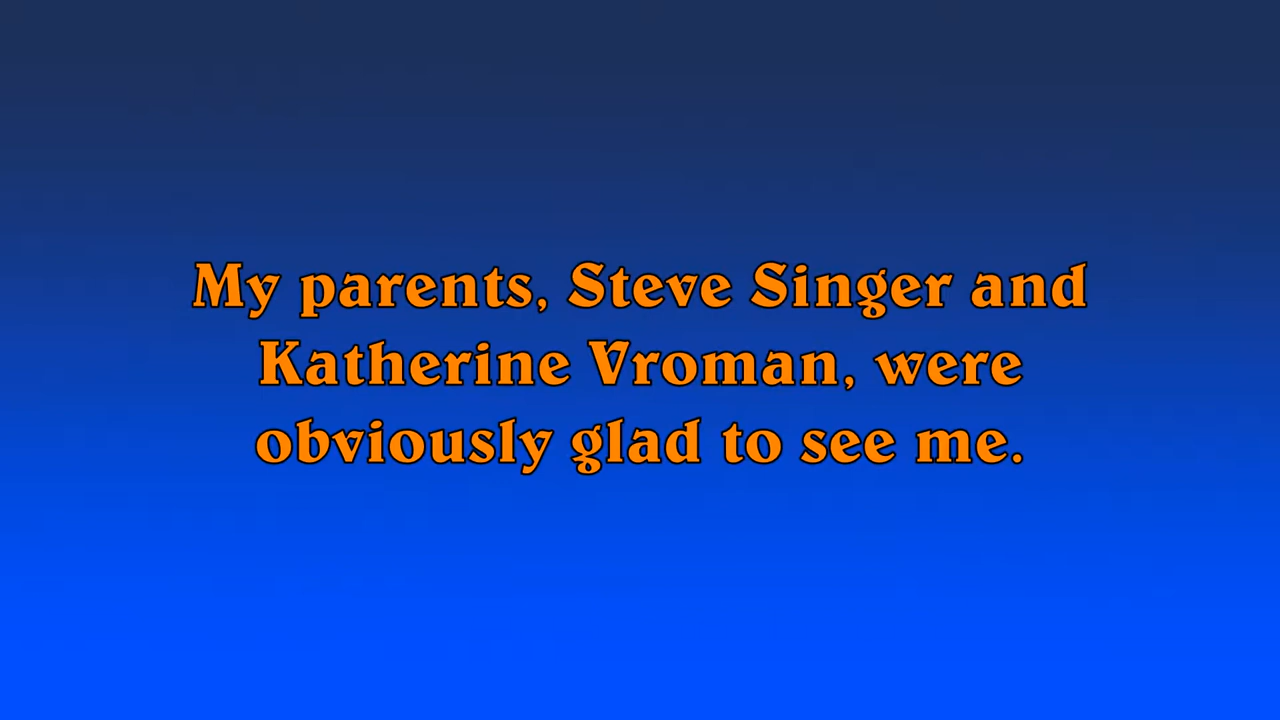 My parents, Steve Singer and
Katherine Vroman, were
obviously glad to see me.